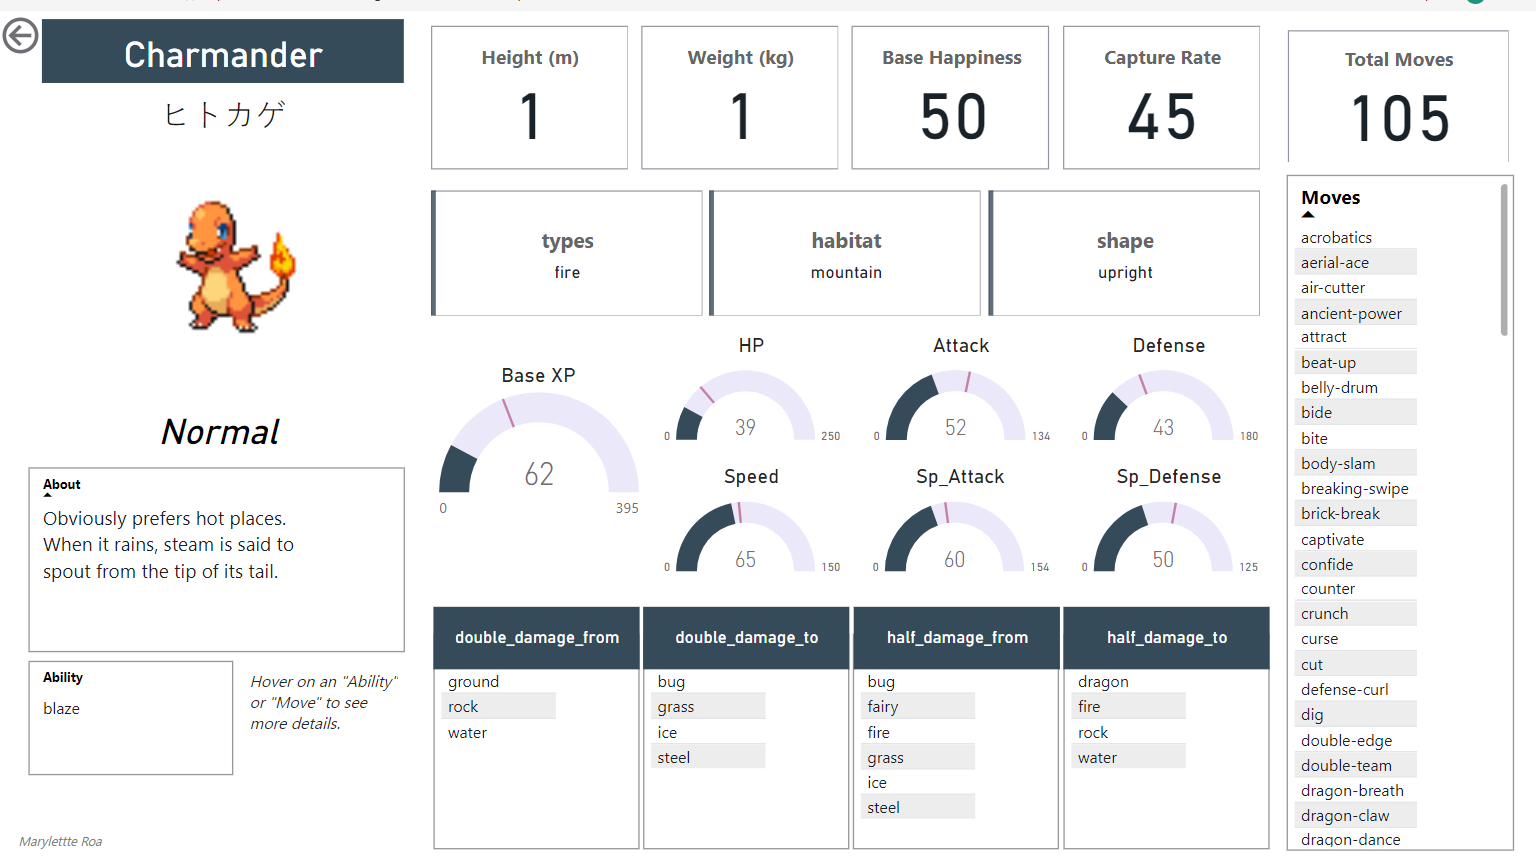 Charmander
ヒトカゲ
Normal
About
Obviously prefers hot places.
When it rains, steam is said to
spout from the tip of its tail.
Ability
blaze
Hover on an "Ability"
or "Move" to see
more details.
Marylettte Roa
Height (m)
1
Weight (kg)
1
Base Happiness
50
Capture Rate
45
Total Moves
105
types
fire
habitat
mountain
shape
upright
Base XP
62
0
395
HP
39
0
250
Attack
52
0
134
Defense
43
0
180
Speed
65
0
150
Sp_Attack
60
0
154
Sp_Defense
50
0
125
double_damage_from
ground
rock
water
double_damage_to
bug
grass
ice
steel
half_damage_from
bug
fairy
fire
grass
ice
steel
half_damage_to
dragon
fire
rock
water
Moves
acrobatics
aerial-ace
air-cutter
ancient-power
attract
beat-up
belly-drum
bide
bite
body-slam
breaking-swipe
brick-break
captivate
confide
counter
crunch
curse
cut
defense-curl
dig
double-edge
double-team
dragon-breath
dragon-claw
dragon-dance